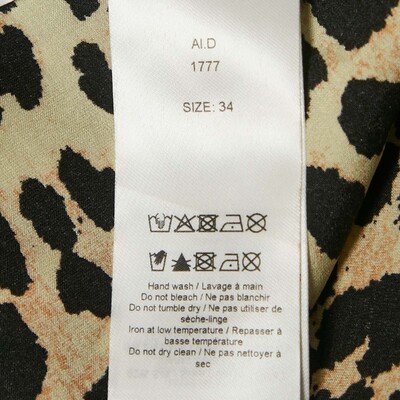 AI.D
1777
SIZE: 34
Hand wash / Lavage à main
Do not bleach / Ne pas blanchir
Do not tumble dry / Ne pas utiliser de
séche-linge
Iron at low temperature / Repasser à
basse température
Do not dry clean / Ne pas nettoyer à
sec